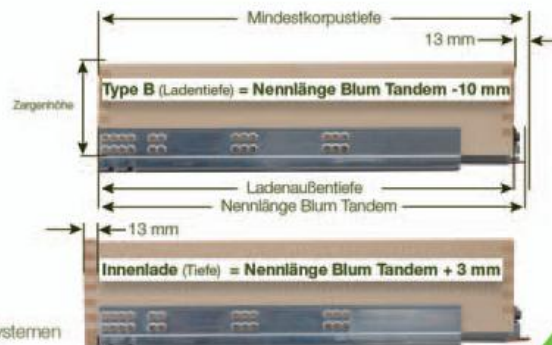 Mindestkorpustiefe
13 mm
Type B (Ladentiefe) = Nennlänge Blum Tandem -10 mm
Zargenhöhe
Ladenaußentiefe
Nennlänge Blum Tandem
13 mm
Innenlade (Tiefe) = Nennlänge Blum Tandem + 3 mm
ystemen